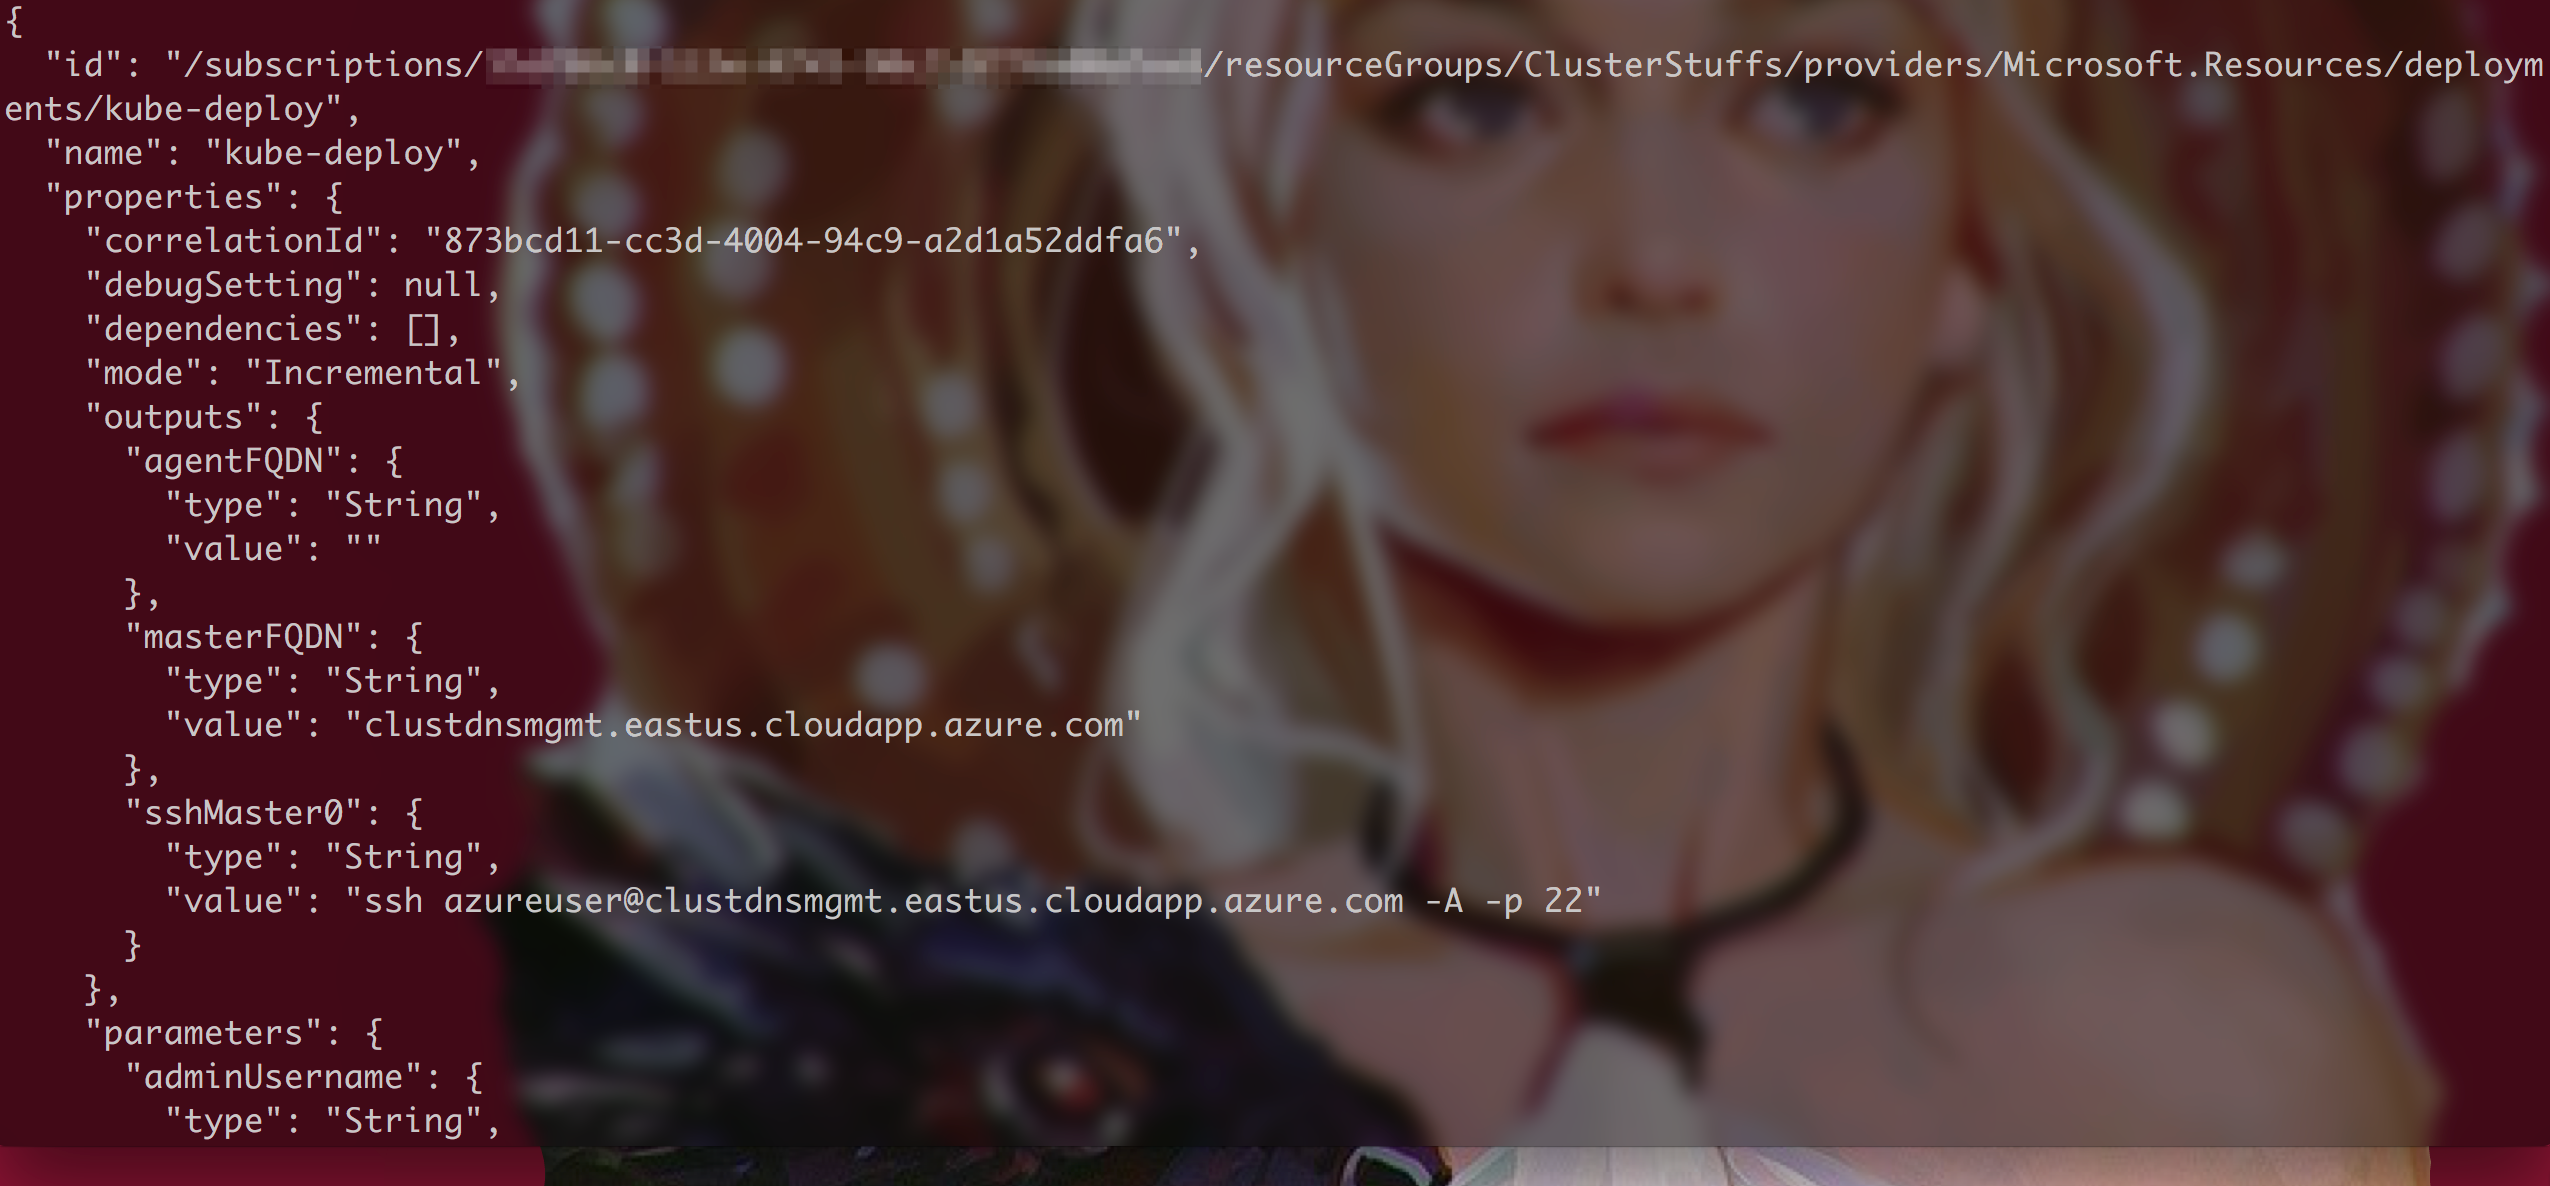 {
"id": "/subscriptions/ /resourceGroups/ClusterStuffs/providers/Microsoft.Resources/deploym
ents/kube-deploy",
"name": "kube-deploy",
"properties": {
"correlationId": "873bcd11-cc3d-4004-94c9-a2d1a52ddfa6",
"debugSetting": null,
"dependencies": [],
"mode": "Incremental",
"outputs": {
"agentFQDN": {
"type": "String",
"value": ""
},
"masterFQDN": {
"type": "String",
"value": "clustdnsmgmt.eastus.cloudapp.azure.com"
},
"sshMaster0": {
"type": "String",
"value": "ssh azureuser@clustdnsmgmt.eastus.cloudapp.azure.com -A -p 22"
}
},
"parameters": {
"adminUsername": {
"type": "String",